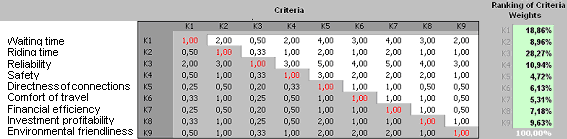 Criteria
Ranking of Criteria Weights
K1 K2 K3 K4 K5 K6 K7 K8 K9
Waiting time K1 1,00 2,00 0,50 2,00 4,00 3,00 4,00 3,00 2,00 K1 18,86%
Riding time K2 0,50 1,00 0,33 1,00 2,00 1,00 2,00 1,00 1,00 K2 8,96%
Reliability K3 2,00 3,00 1,00 3,00 5,00 4,00 5,00 4,00 3,00 K3 28,27%
Safety K4 0,50 1,00 0,33 1,00 3,00 2,00 2,00 2,00 1,00 K4 10,94%
Directness of connections K5 0,25 0,50 0,20 0,33 1,00 1,00 1,00 0,50 0,50 K5 4,72%
Comfort of travel K6 0,33 1,00 0,25 0,50 1,00 1,00 1,00 1,00 0,50 K6 6,13%
Financial efficiency K7 0,25 0,50 0,20 0,50 1,00 1,00 1,00 1,00 0,50 K7 5,31%
Investment profitability K8 0,33 1,00 0,25 0,50 2,00 1,00 1,00 1,00 1,00 K8 7,18%
Environmental friendliness K9 0,50 1,00 0,33 1,00 2,00 2,00 2,00 1,00 1,00 K9 9,63%
100,00%